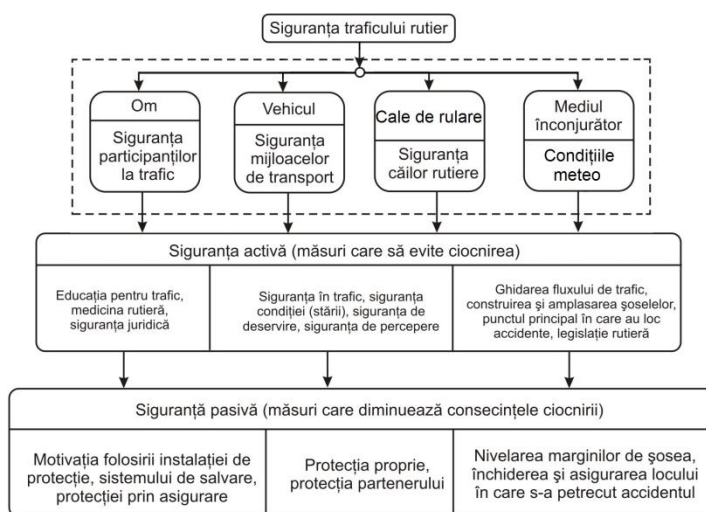 Siguranța traficului rutier
Om
Siguranța
participanților
la trafic
Vehicul
Siguranța
mijloacelor
de transport
Cale de rulare
Siguranța
căilor rutiere
Mediul
înconjurător
Condițiile
meteo
Siguranța activă (măsuri care să evite ciocnirea)
Educația pentru trafic,
medicina rutieră,
siguranța juridică
Siguranța în trafic, siguranța
condiției (stării), siguranța de
deservire, siguranța de percepere
Ghidarea fluxului de trafic,
construirea şi amplasarea şoselelor,
punctul principal în care au loc
accidente, legislație rutieră
Siguranță pasivă (măsuri care diminuează consecințele ciocnirii)
Motivația folosirii instalației de
protecție, sistemului de salvare,
protecției prin asigurare
Protecția proprie,
protecția partenerului
Nivelarea marginilor de şosea,
închiderea şi asigurarea locului
în care s-a petrecut accidentul